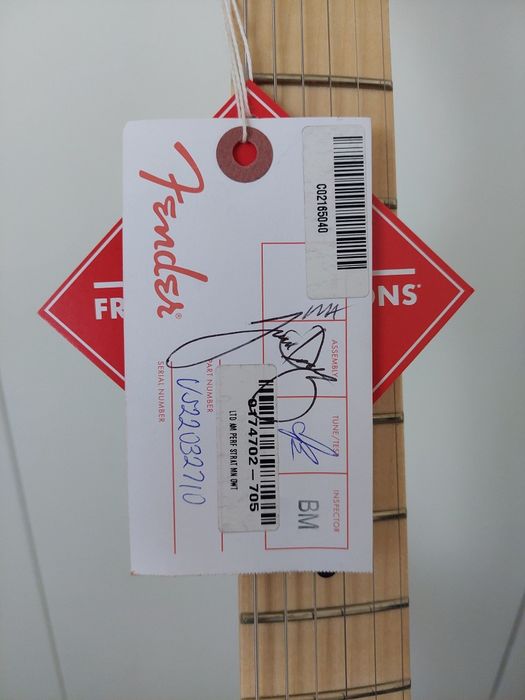 Fender®
C02165040
FR
ONS
ASSEMBLY
TUNE/TEST
INSPECTOR
BM
PART NUMBER
0174702 – 705
LTD AM PERF STRAT MN OWT
SERIAL NUMBER
US22032710